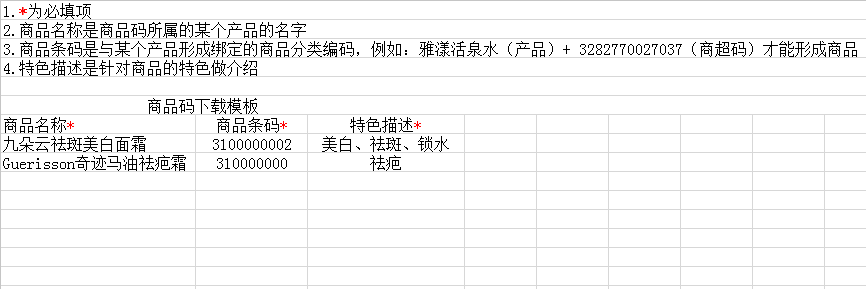 1.*为必填项
2.商品名称是商品码所属的某个产品的名字
3.商品条码是与某个产品形成绑定的商品分类编码，例如：雅漾活泉水（产品）+ 3282770027037（商超码）才能形成商品
4.特色描述是针对商品的特色做介绍
商品码下载模板
商品名称* 商品条码* 特色描述*
九朵云祛斑美白面霜 3100000002 美白、祛斑、锁水
Guerisson奇迹马油祛疤霜 310000000 祛疤